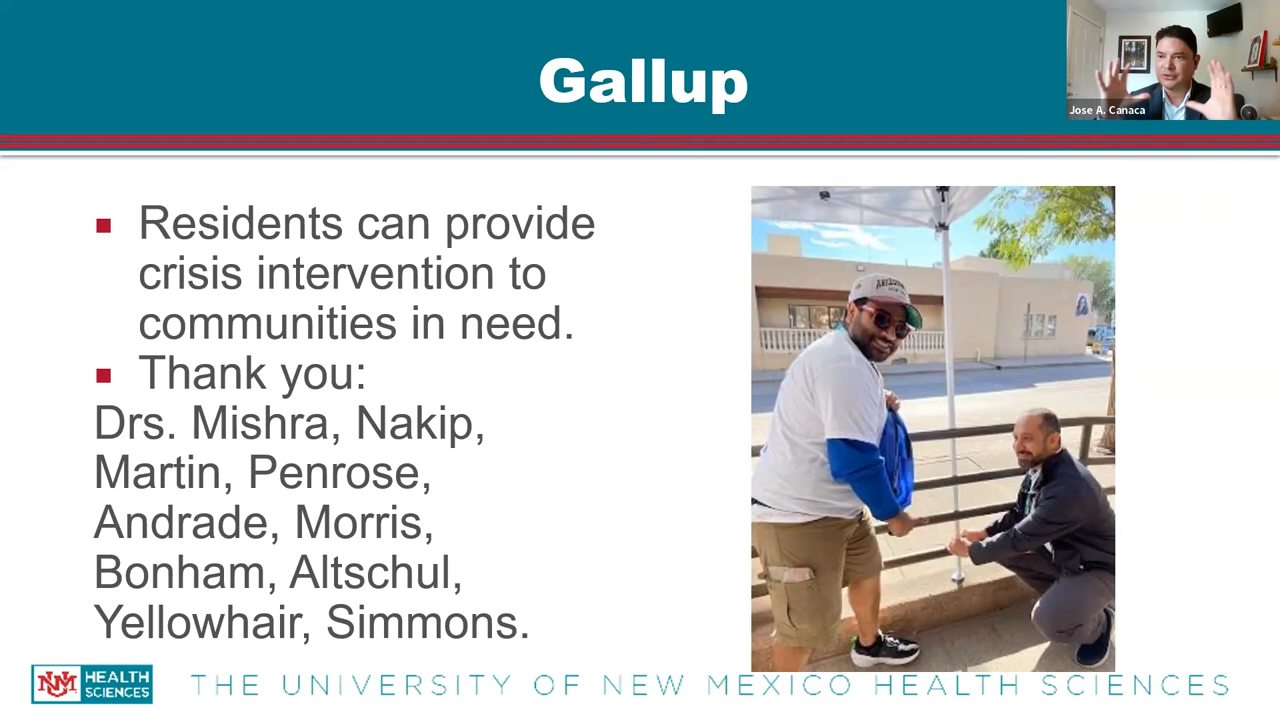 Gallup
Jose A. Canaca
Residents can provide
crisis intervention to
communities in need.
Thank you:
Drs. Mishra, Nakip,
Martin, Penrose,
Andrade, Morris,
Bonham, Altschul,
Yellowhair, Simmons.
UNM HEALTH
SCIENCES
THE UNIVERSITY OF NEW MEXICO HEALTH SCIENCES